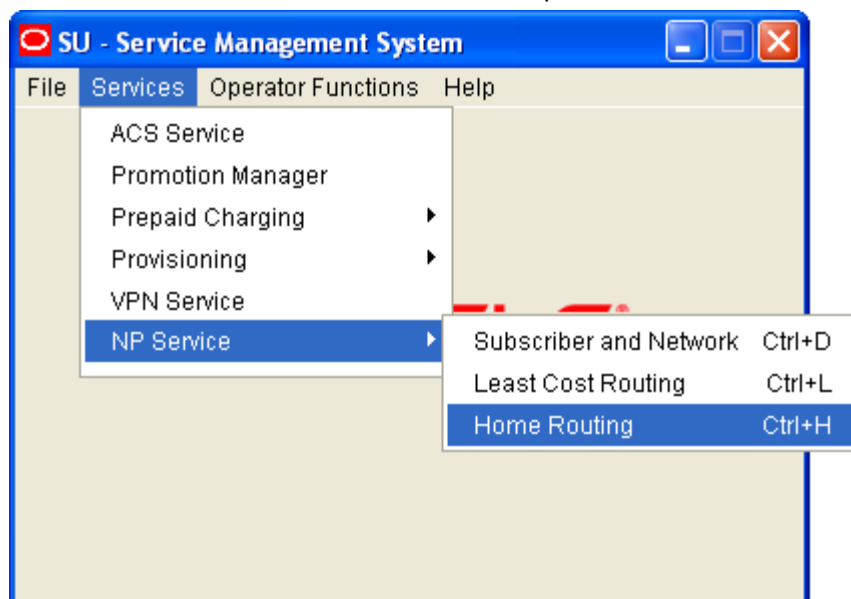 SU - Service Management System
File Services Operator Functions Help
ACS Service
Promotion Manager
Prepaid Charging
Provisioning
VPN Service
NP Service
Subscriber and Network Ctrl+D
Least Cost Routing Ctrl+L
Home Routing Ctrl+H